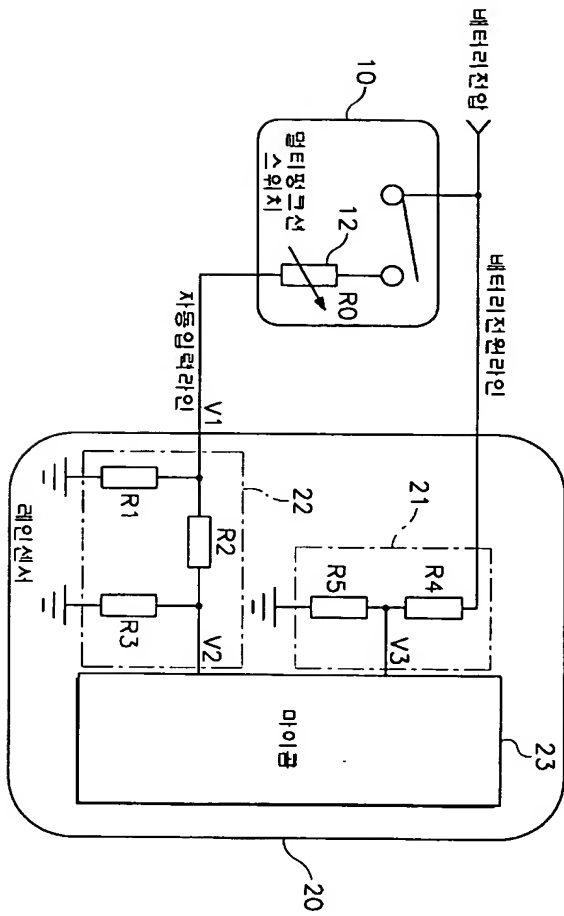 배터리전압
10
멀티펑크션
스위치
12
R0
배터리전원라인
자동입력라인
V1
22
21
R1
R2
R3
R4
R5
V2
V3
레인센서
마이콤
23
20